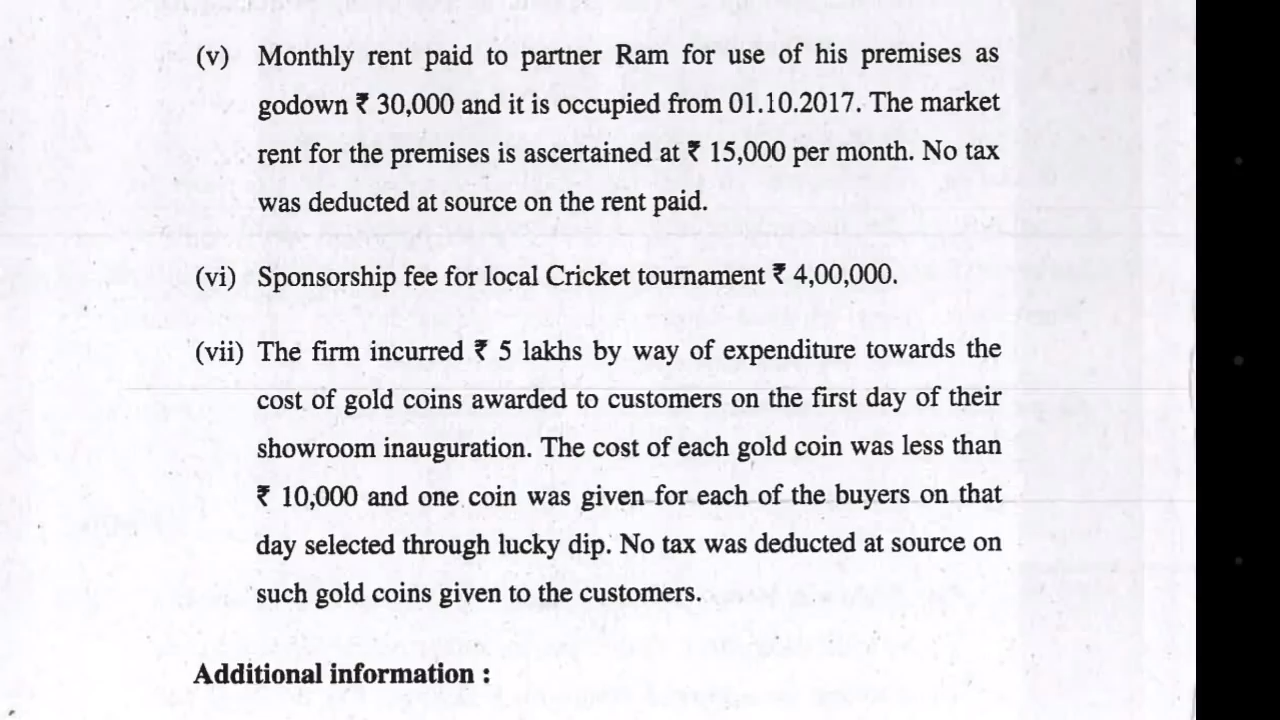 (v) Monthly rent paid to partner Ram for use of his premises as
godown ₹ 30,000 and it is occupied from 01.10.2017. The market
rent for the premises is ascertained at ₹ 15,000 per month. No tax
was deducted at source on the rent paid.
(vi) Sponsorship fee for local Cricket tournament ₹ 4,00,000.
(vii) The firm incurred ₹ 5 lakhs by way of expenditure towards the
cost of gold coins awarded to customers on the first day of their
showroom inauguration. The cost of each gold coin was less than
₹ 10,000 and one coin was given for each of the buyers on that
day selected through lucky dip. No tax was deducted at source on
such gold coins given to the customers.
Additional information :